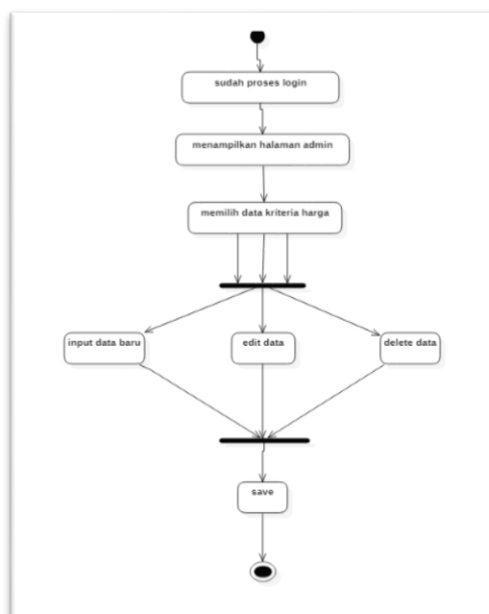 sudah proses login
menampilkan halaman admin
memilih data kriteria harga
input data baru
edit data
delete data
save